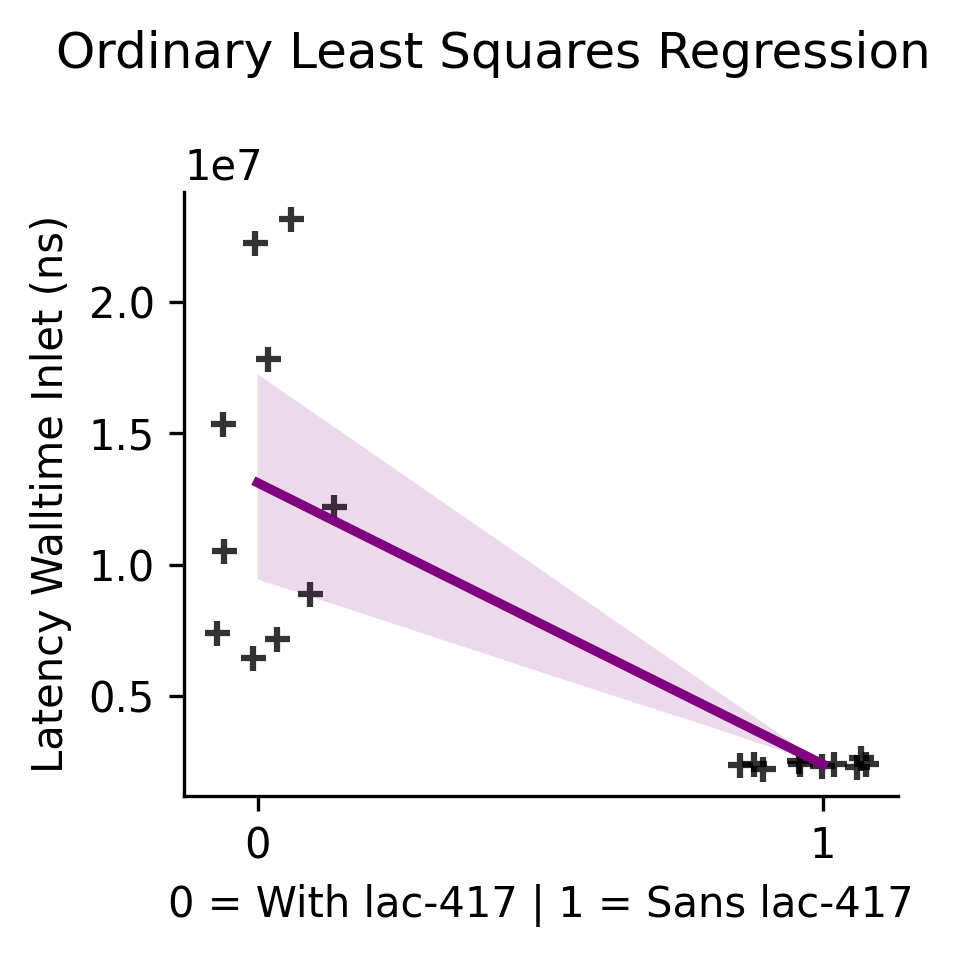 Ordinary Least Squares Regression
1e7
Latency Walltime Inlet (ns)
2.0
1.5
1.0
0.5
0
1
0 = With lac-417 | 1 = Sans lac-417